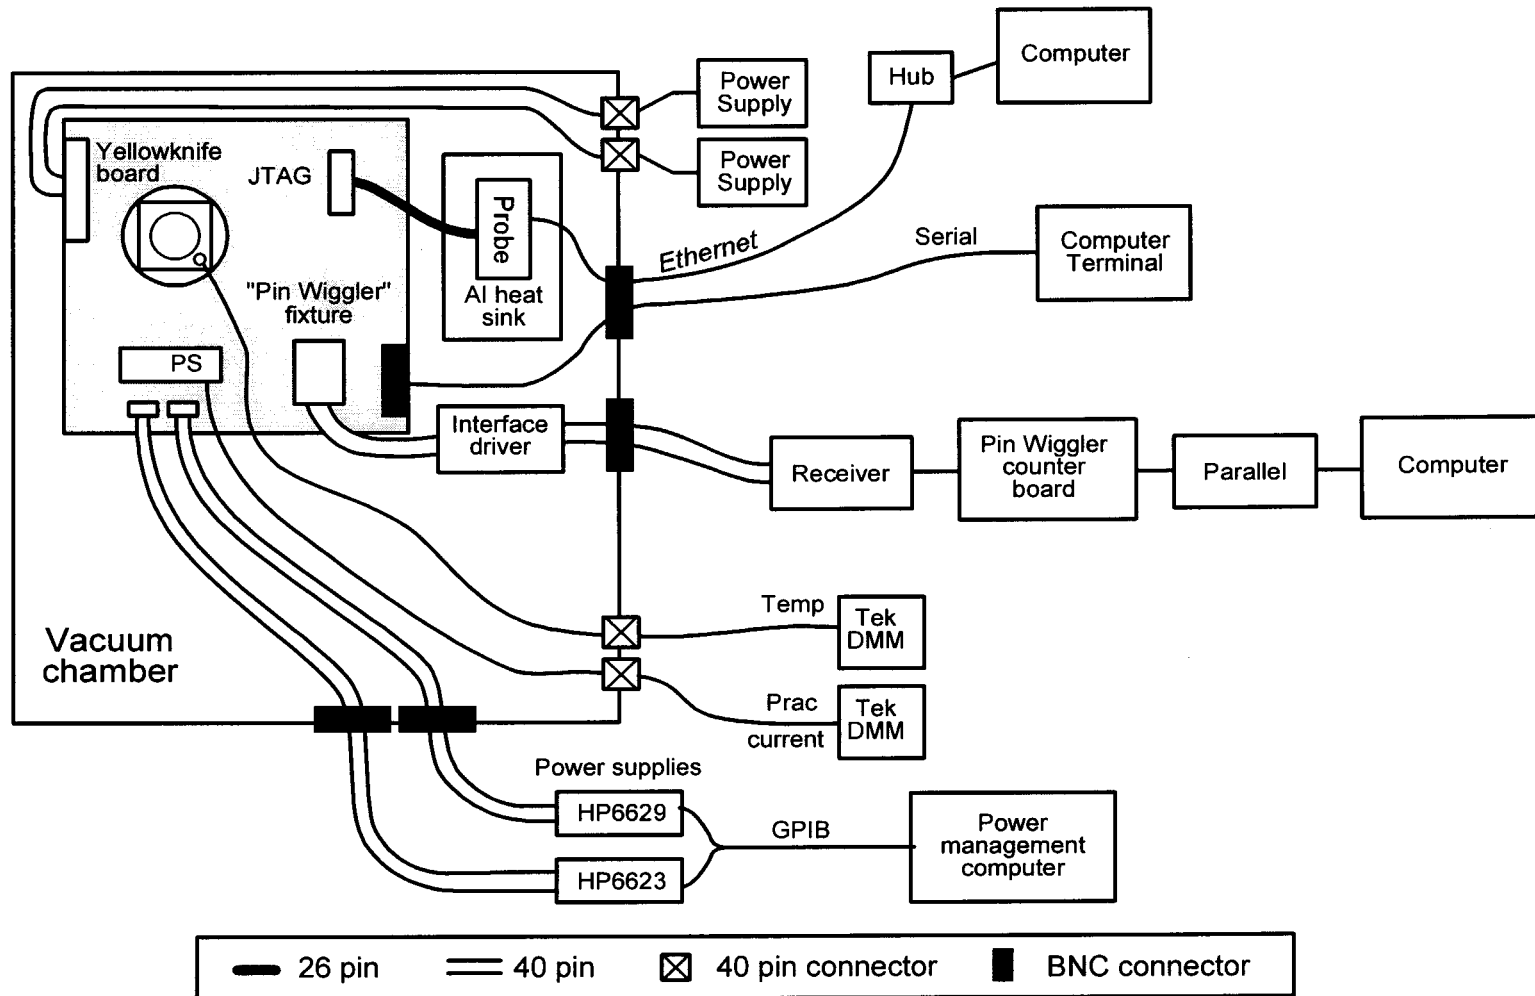 Computer
Hub
Power
Supply
Power
Supply
Yellowknife
board
JTAG
Probe
Al heat
sink
"Pin Wiggler"
fixture
PS
Ethernet
Serial
Computer
Terminal
Interface
driver
Receiver
Pin Wiggler
counter
board
Parallel
Computer
Vacuum
chamber
Temp
Tek
DMM
Prac
current
Tek
DMM
Power supplies
HP6629
HP6623
GPIB
Power
management
computer
26 pin
40 pin
40 pin connector
BNC connector